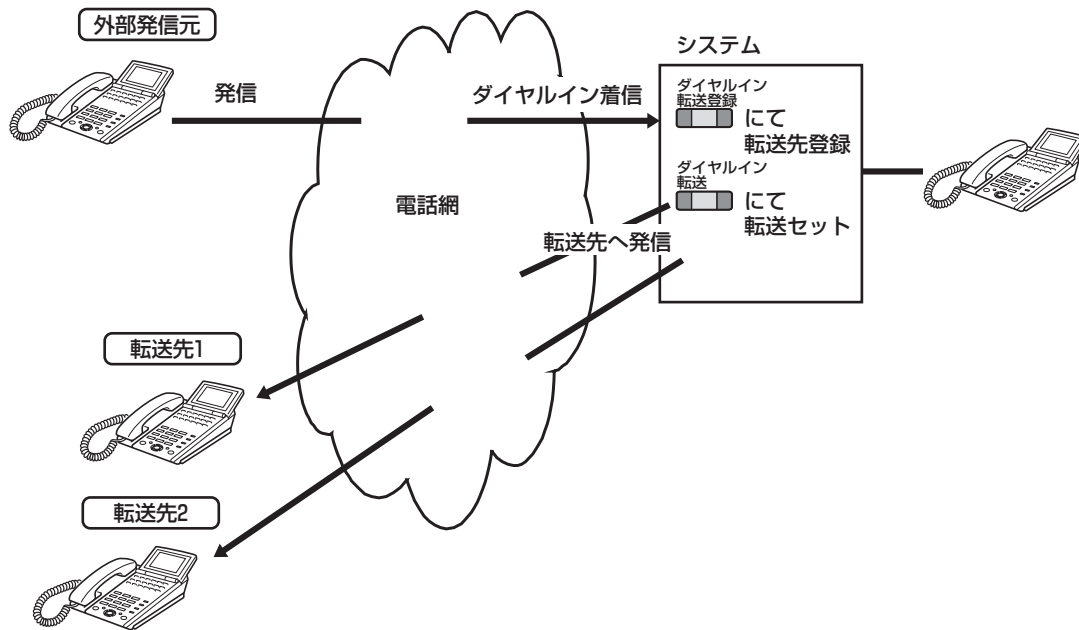 外部発信元
発信
ダイヤルイン着信
システム
ダイヤルイン
転送登録
にて
転送先登録
ダイヤルイン
転送
にて
転送セット
電話網
転送先へ発信
転送先1
転送先2